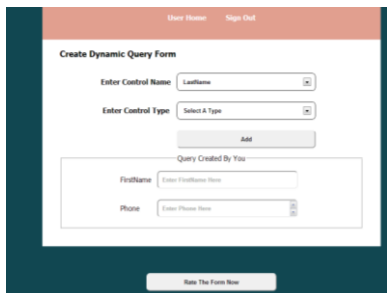 User Home Sign Out
Create Dynamic Query Form
Enter Control Name LastName
Enter Control Type Select A Type
Add
Query Created By You
FirstName Enter FirstName Here
Phone Enter Phone Here
Rate The Form Now